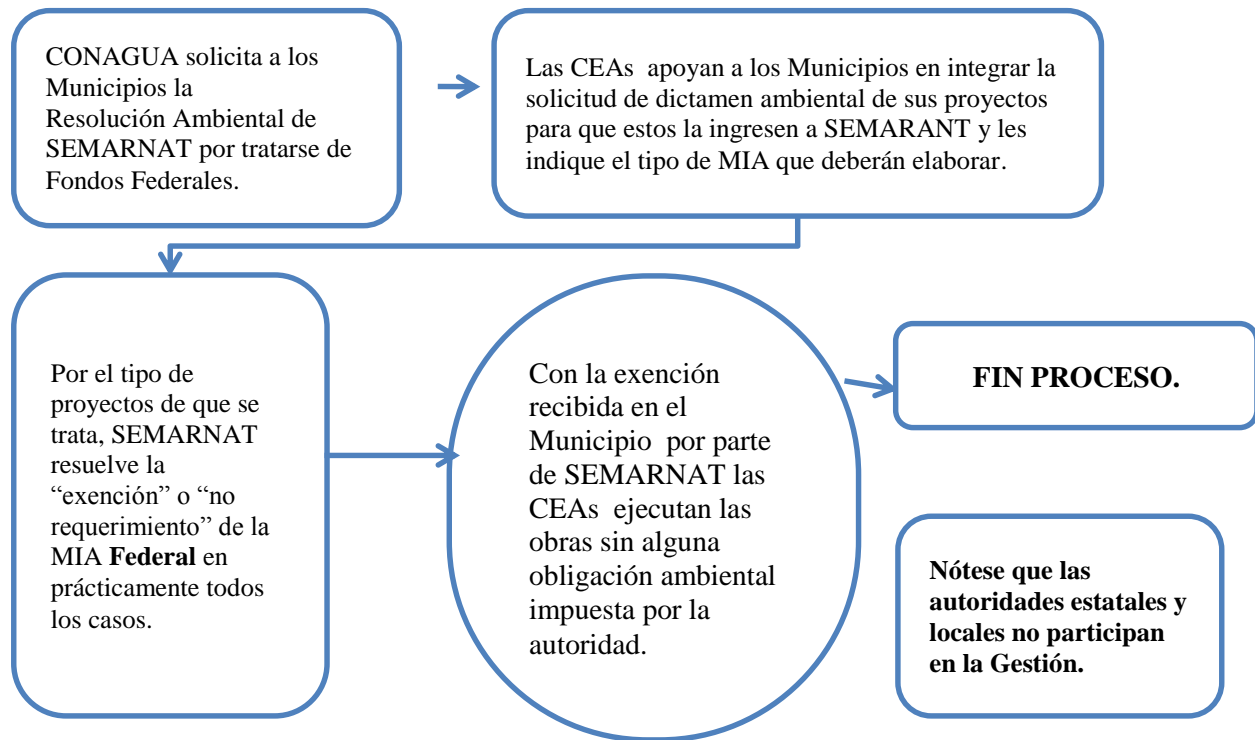 CONAGUA solicita a los
Municipios la
Resolución Ambiental de
SEMARNAT por tratarse de
Fondos Federales.
Las CEAs apoyan a los Municipios en integrar la
solicitud de dictamen ambiental de sus proyectos
para que estos la ingresen a SEMARANT y les
indique el tipo de MIA que deberán elaborar.
Por el tipo de
proyectos de que se
trata, SEMARNAT
resuelve la
“exención” o “no
requerimiento” de la
MIA Federal en
prácticamente todos
los casos.
Con la exención
recibida en el
Municipio por parte
de SEMARNAT las
CEAs ejecutan las
obras sin alguna
obligación ambiental
impuesta por la
autoridad.
FIN PROCESO.
Nótese que las
autoridades estatales y
locales no participan
en la Gestión.